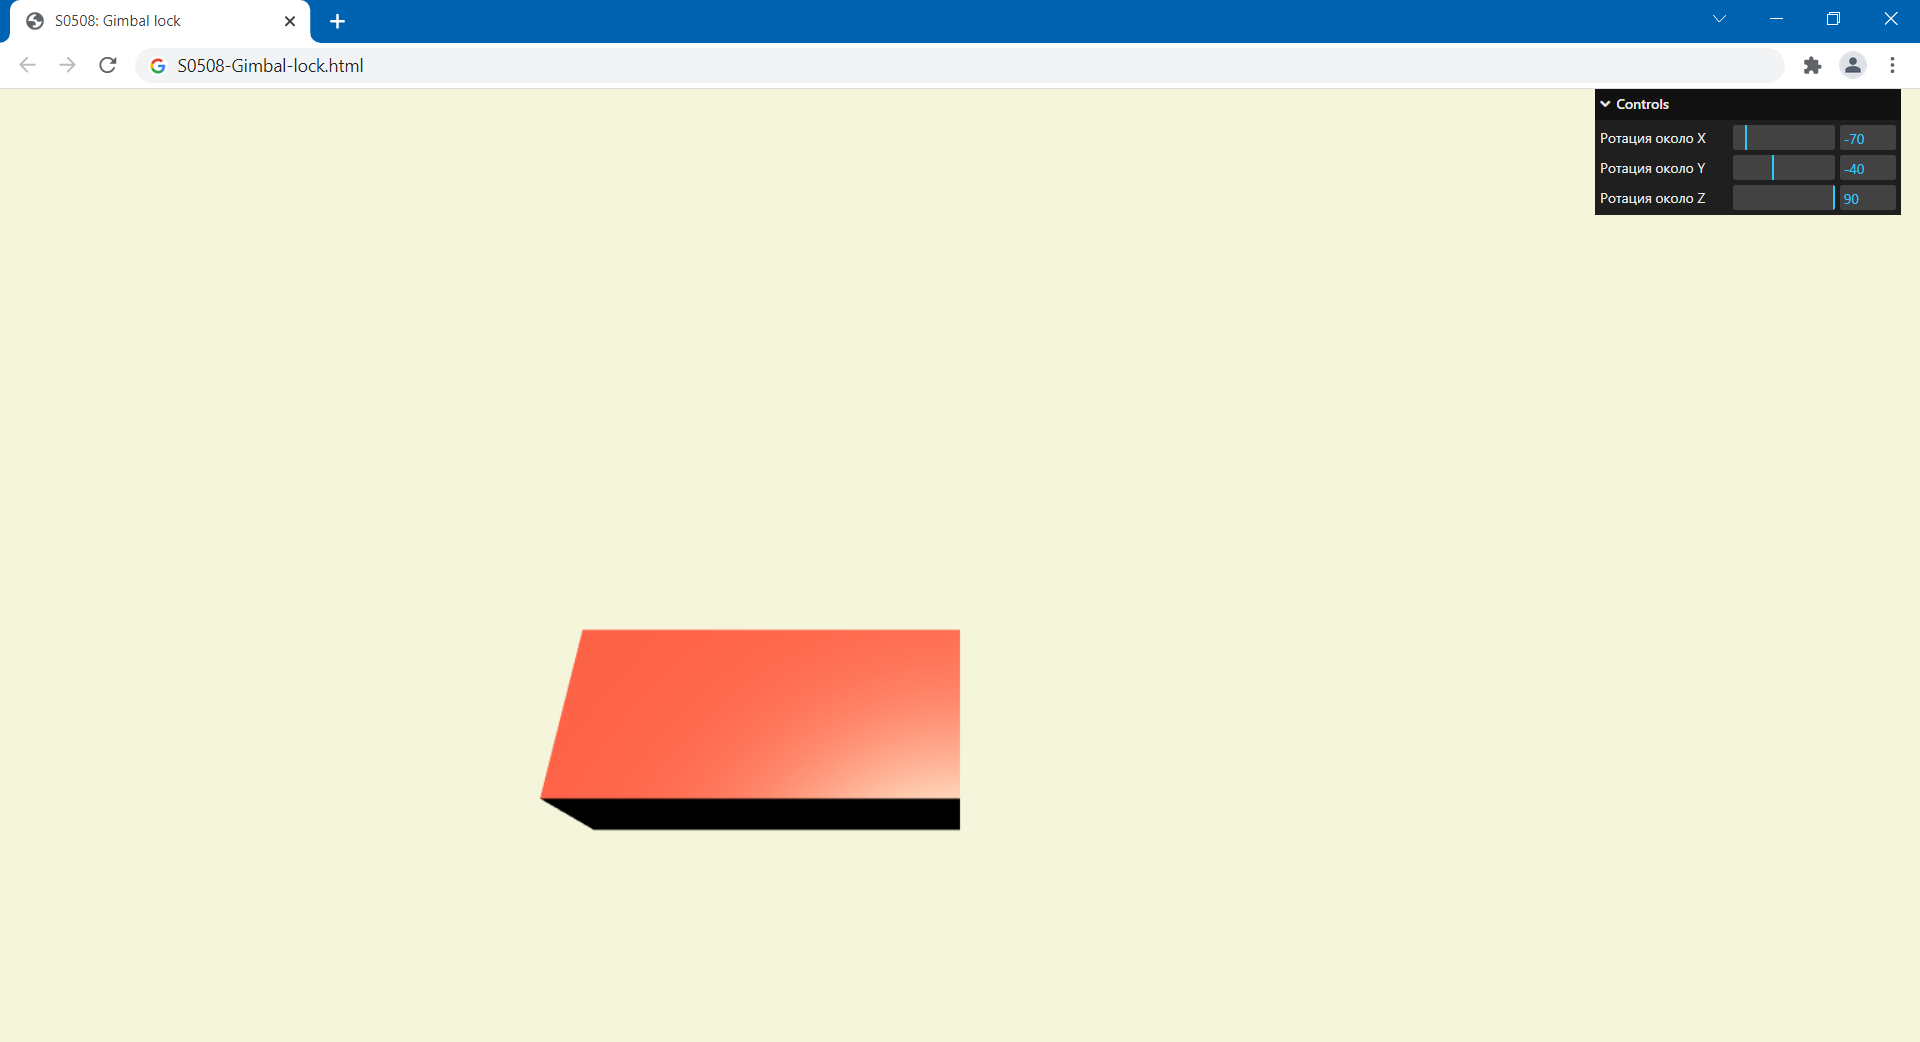 S0508: Gimbal lock
S0508-Gimbal-lock.html
Controls
Ротация около X -70
Ротация около Y -40
Ротация около Z 90